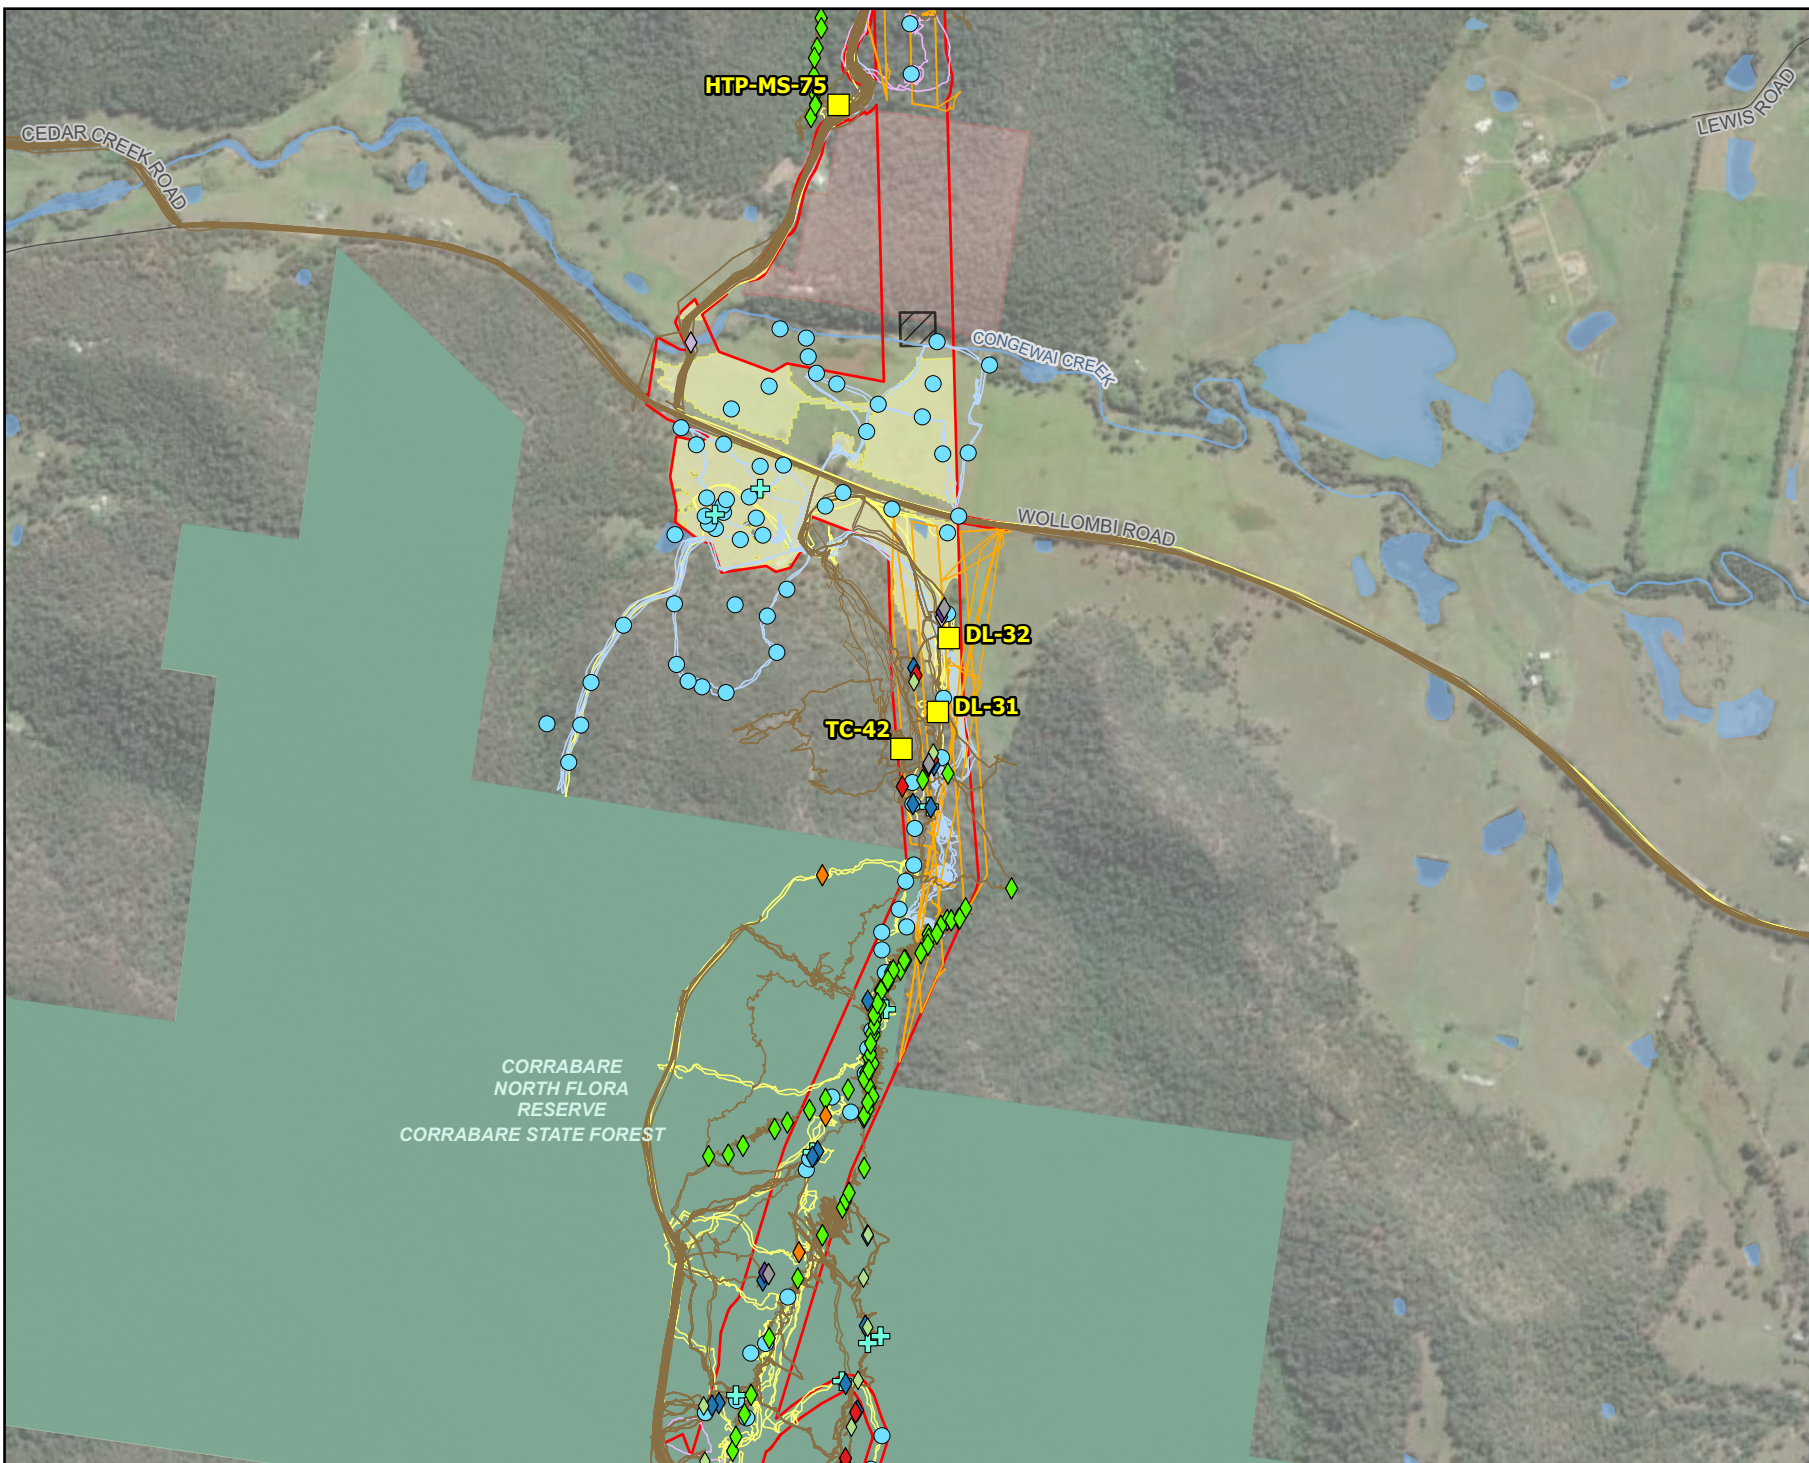 HTP-MS-75
CEDAR CREEK ROAD
LEWIS ROAD
CONGEWAI CREEK
WOLLOMBI ROAD
DL-32
DL-31
TC-42
CORRABARE
NORTH FLORA
RESERVE
CORRABARE STATE FOREST